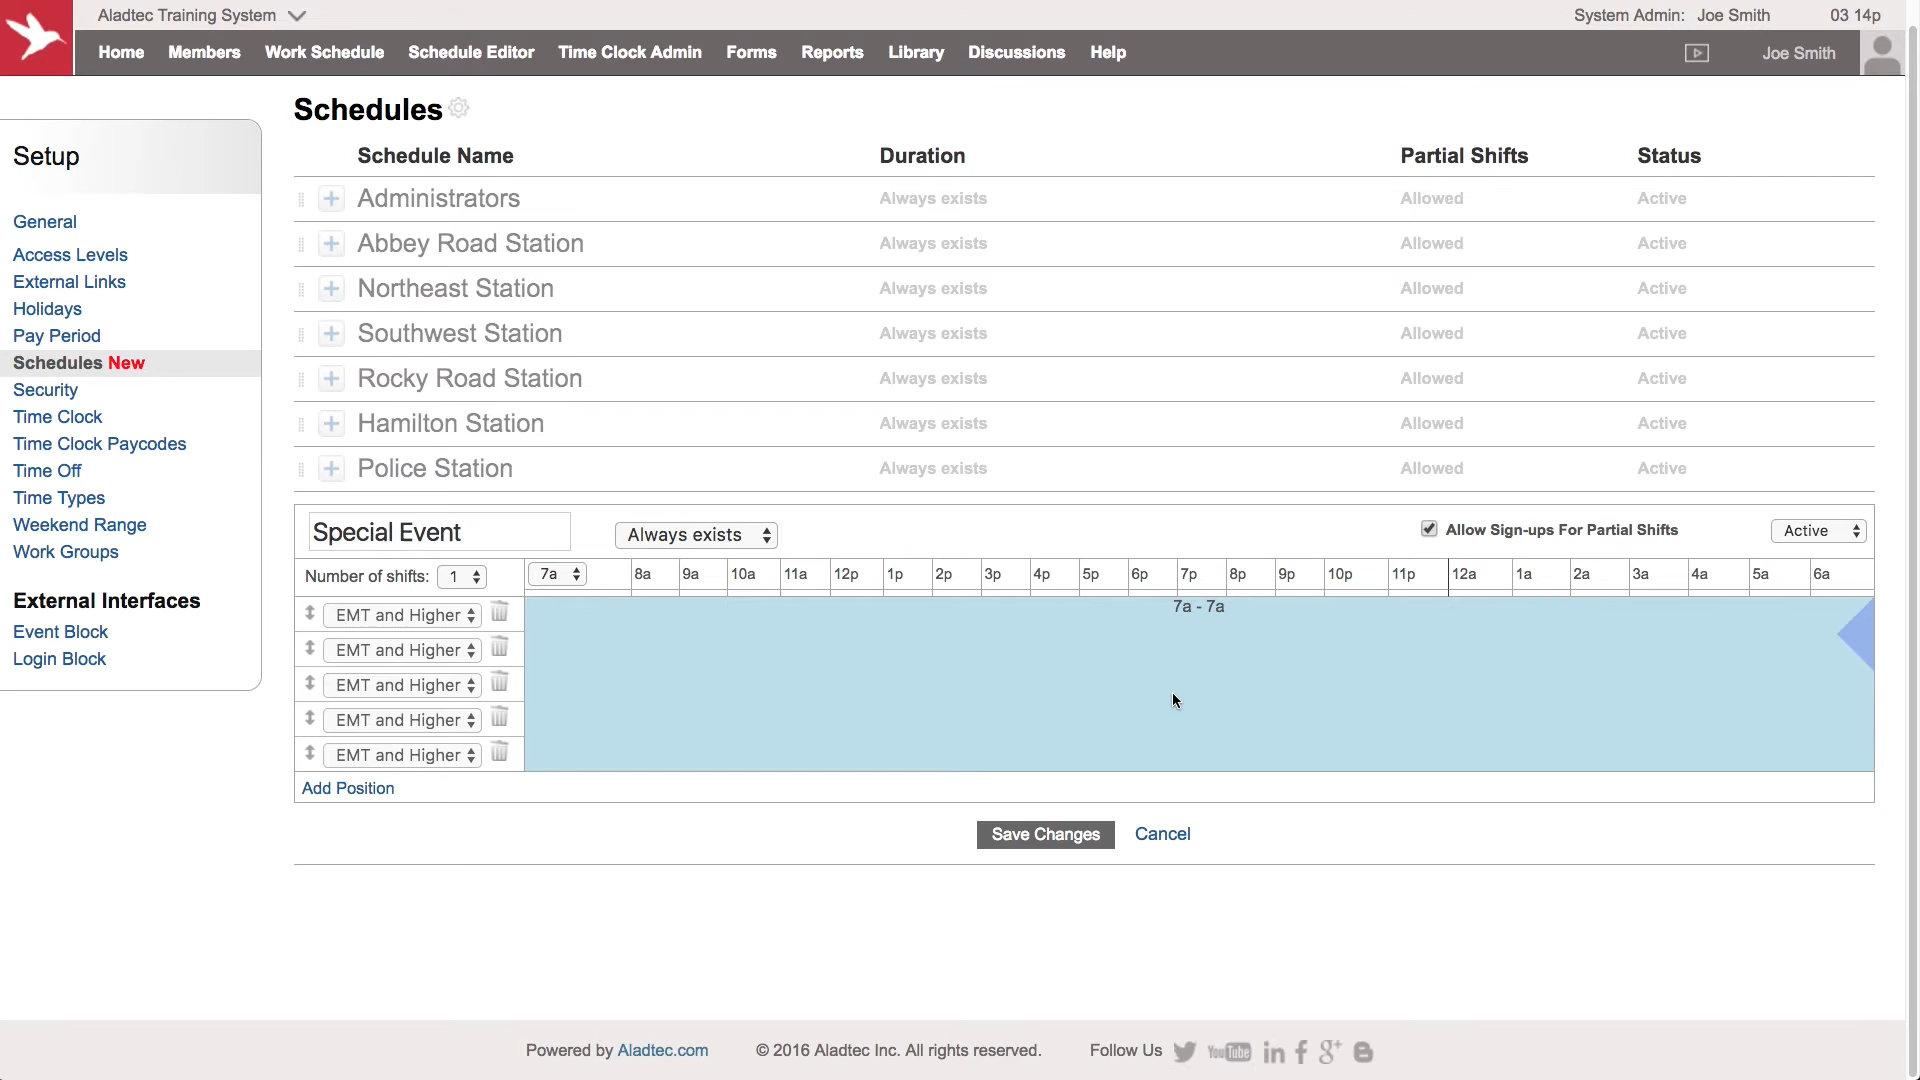 Aladtec Training System
System Admin: Joe Smith 03 14p
Home Members Work Schedule Schedule Editor Time Clock Admin Forms Reports Library Discussions Help Joe Smith
Schedules
Setup
General
Access Levels
External Links
Holidays
Pay Period
Schedules New
Security
Time Clock
Time Clock Paycodes
Time Off
Time Types
Weekend Range
Work Groups
External Interfaces
Event Block
Login Block
Schedule Name Duration Partial Shifts Status
Administrators Always exists Allowed Active
Abbey Road Station Always exists Allowed Active
Northeast Station Always exists Allowed Active
Southwest Station Always exists Allowed Active
Rocky Road Station Always exists Allowed Active
Hamilton Station Always exists Allowed Active
Police Station Always exists Allowed Active
Special Event Always exists Allow Sign-ups For Partial Shifts Active
Number of shifts: 1 7a 8a 9a 10a 11a 12p 1p 2p 3p 4p 5p 6p 7p 8p 9p 10p 11p 12a 1a 2a 3a 4a 5a 6a
7a - 7a
EMT and Higher
EMT and Higher
EMT and Higher
EMT and Higher
EMT and Higher
Add Position
Save Changes Cancel
Powered by Aladtec.com © 2016 Aladtec Inc. All rights reserved. Follow Us YouTube in f g+